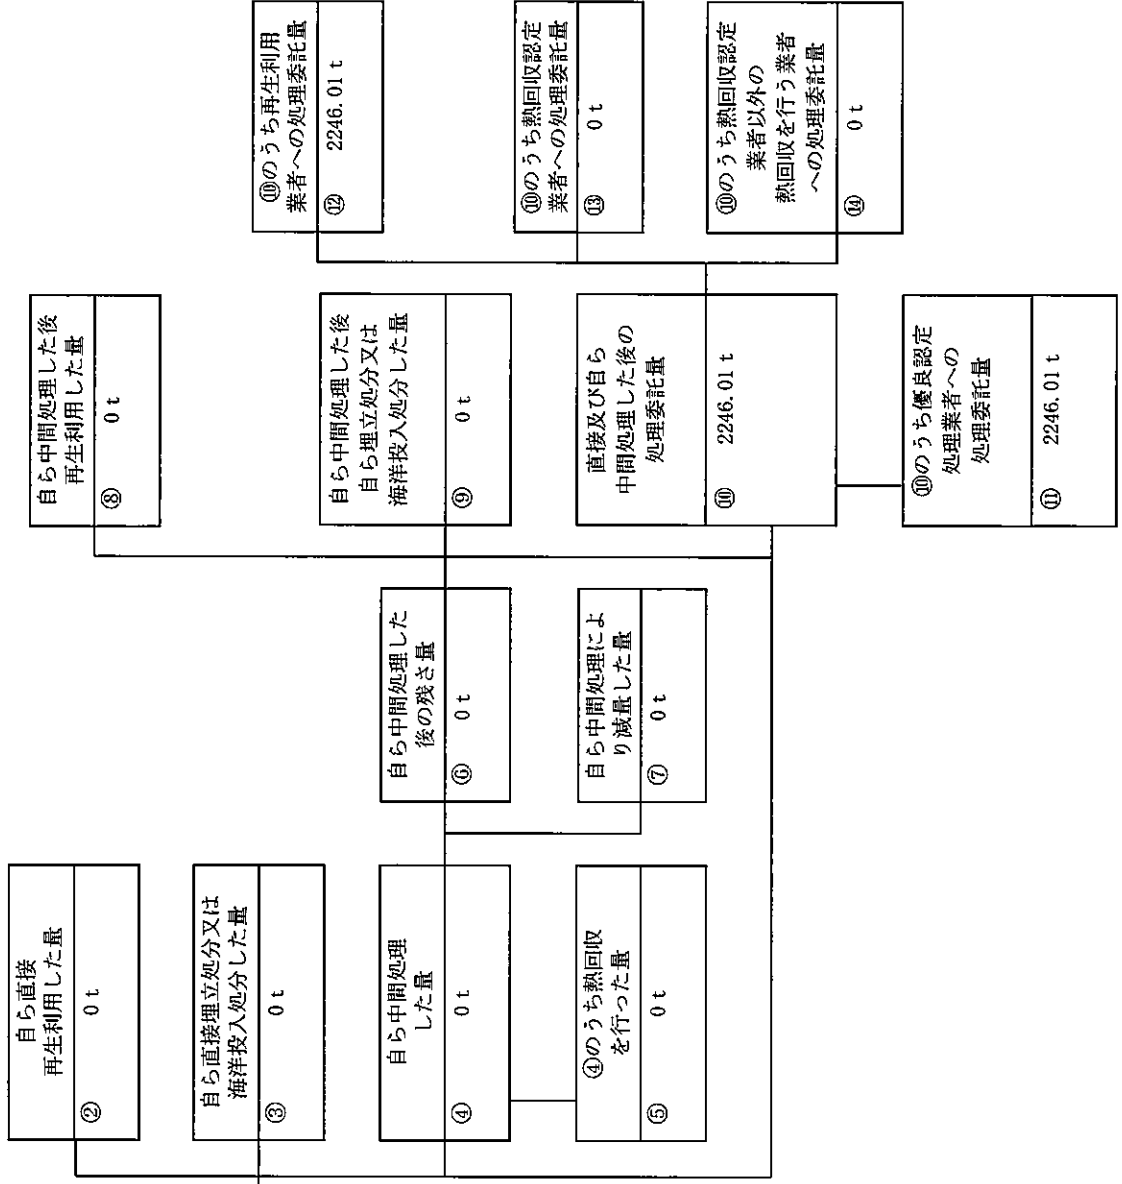 自ら直接
再生利用した量
② 0 t
自ら直接埋立処分又は
海洋投入処分した量
③ 0 t
自ら中間処理
した量
④ 0 t
④のうち熱回収
を行った量
⑤ 0 t
自ら中間処理した
後の残さ量
⑥ 0 t
自ら中間処理によ
り減量した量
⑦ 0 t
自ら中間処理した後
再生利用した量
⑧ 0 t
自ら中間処理した後
自ら埋立処分又は
海洋投入処分した量
⑨ 0 t
直接及び自ら
中間処理した後の
処理委託量
⑩ 2246.01 t
⑩のうち優良認定
処理業者への
処理委託量
⑪ 2246.01 t
⑩のうち再生利用
業者への処理委託量
⑫ 2246.01 t
⑩のうち熱回収認定
業者への処理委託量
⑬ 0 t
⑩のうち熱回収認定
業者以外の
熱回収を行う業者
への処理委託量
⑭ 0 t